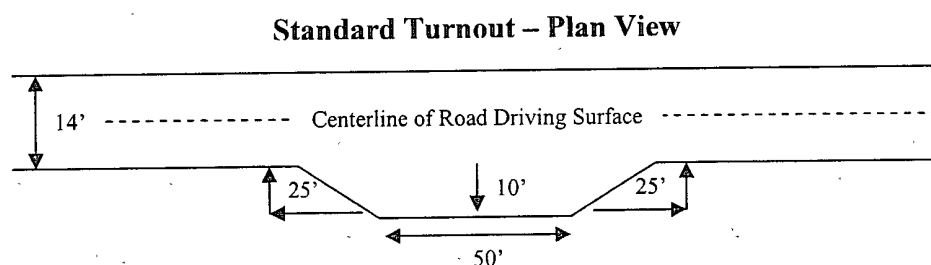 Standard Turnout – Plan View
14'
Centerline of Road Driving Surface
25'
10'
25'
50'